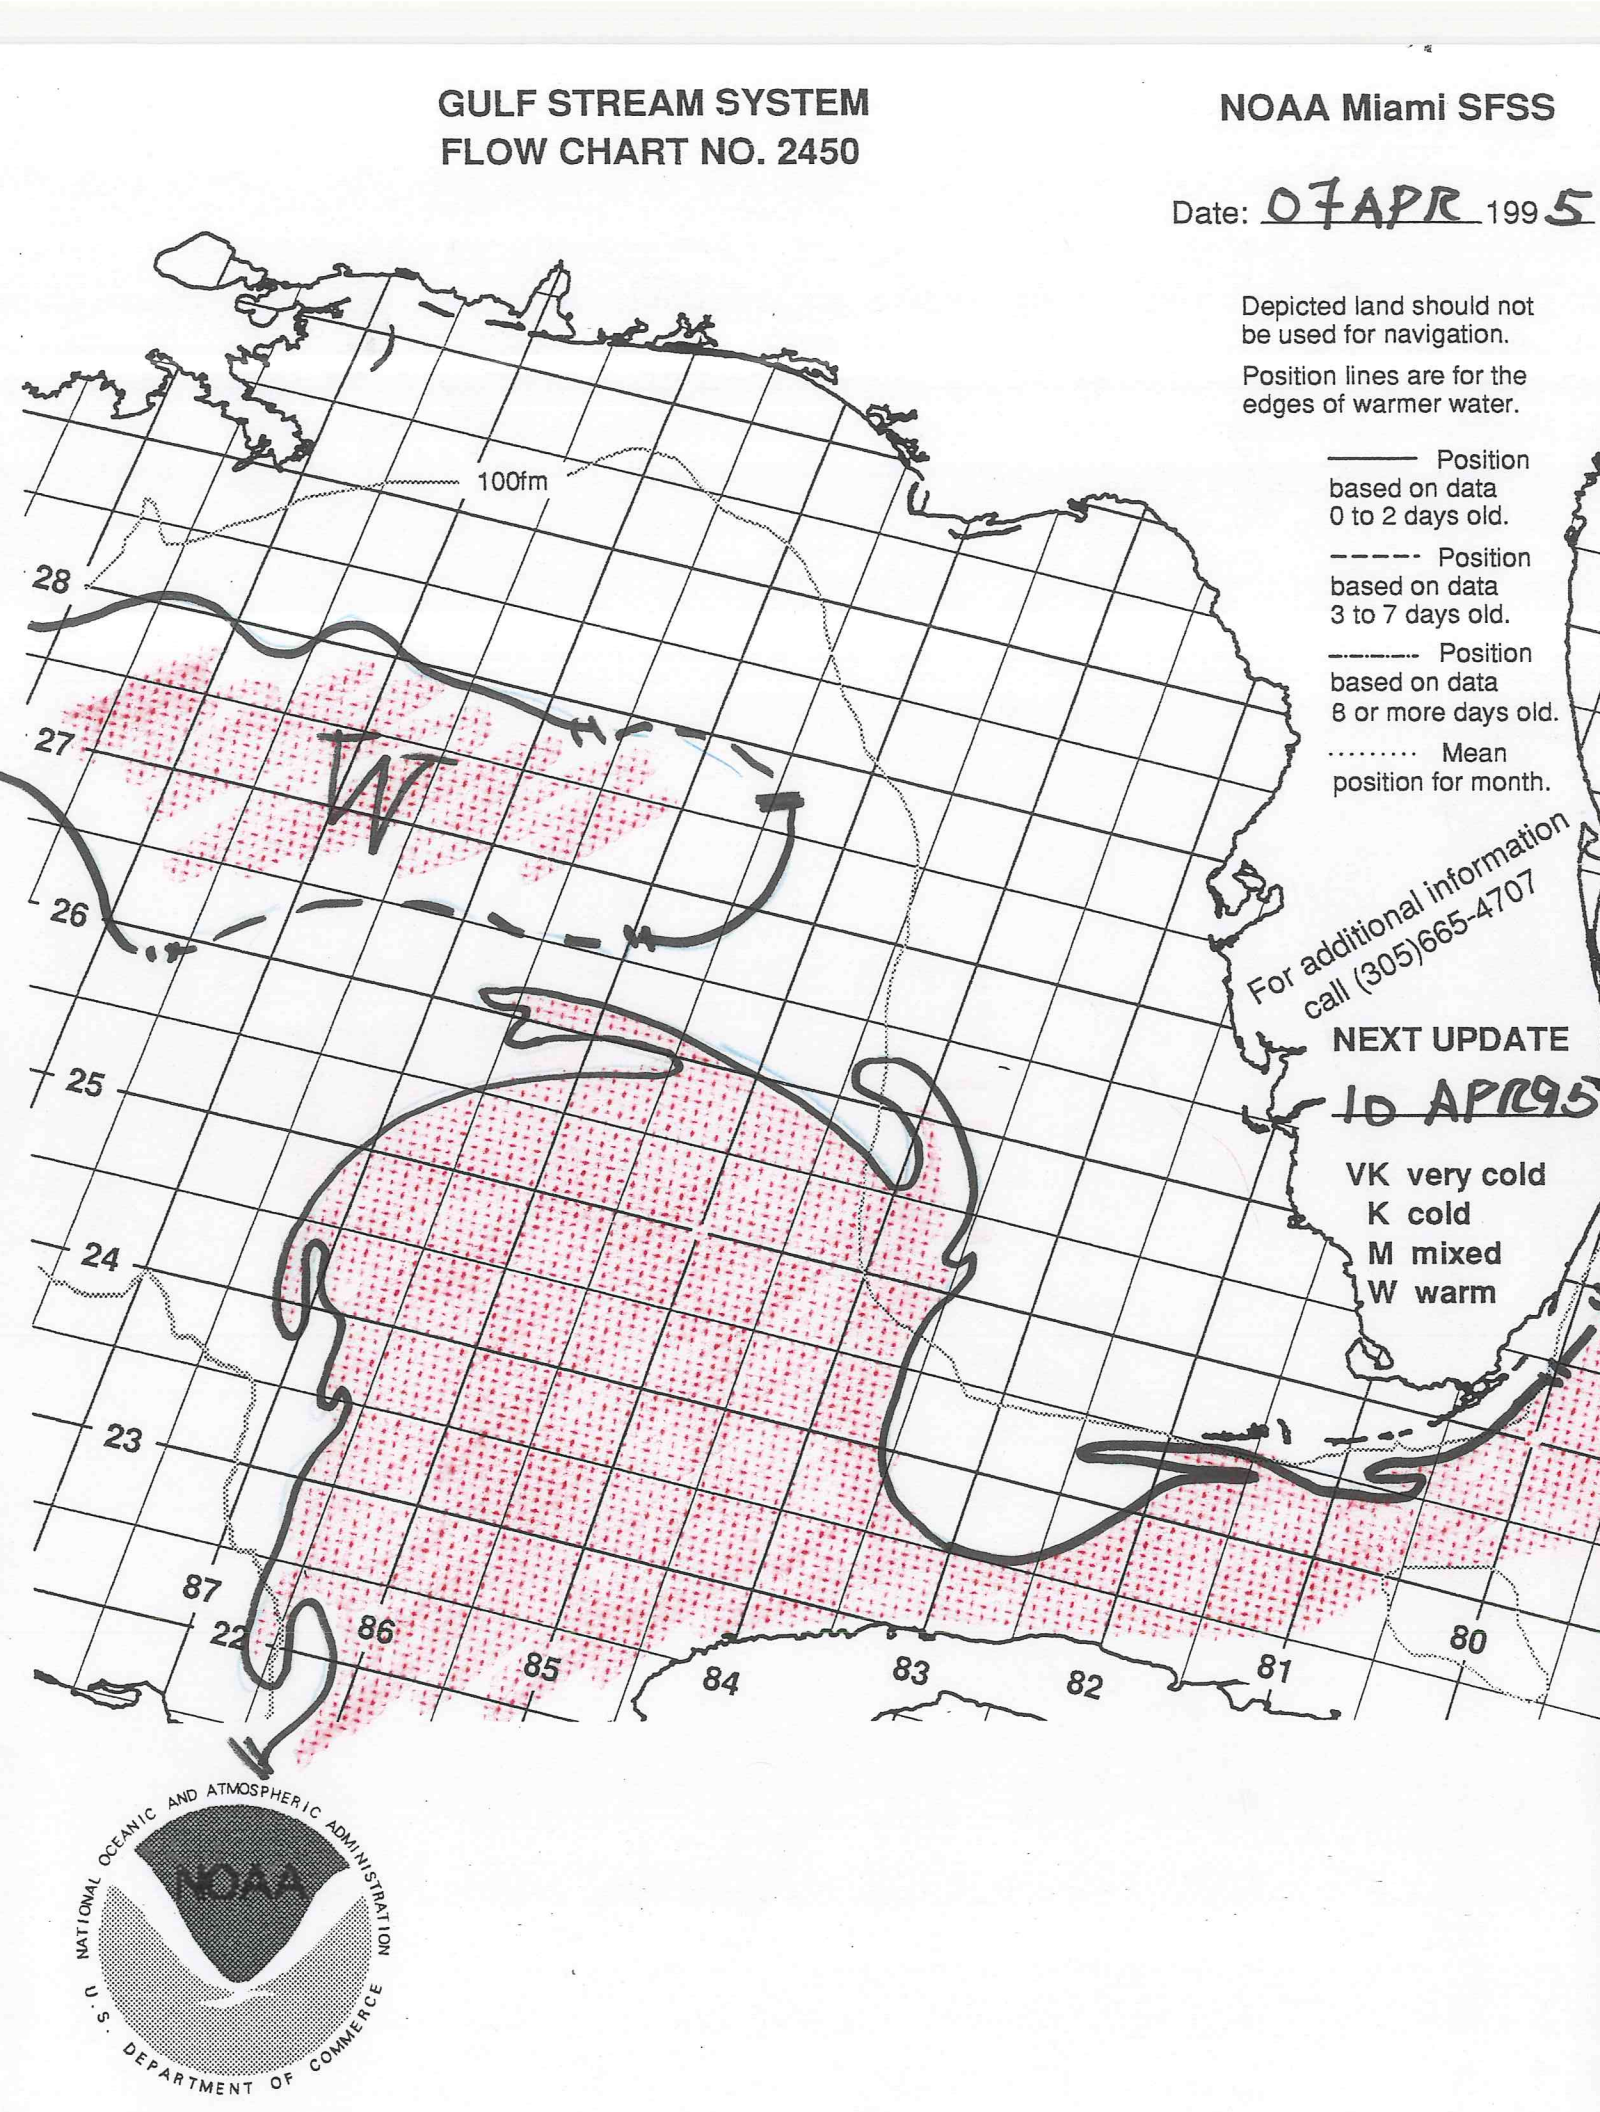 GULF STREAM SYSTEM
FLOW CHART NO. 2450
NOAA Miami SFSS
Date: 07 APR 1995
Depicted land should not
be used for navigation.
Position lines are for the
edges of warmer water.
Position
based on data
0 to 2 days old.
Position
based on data
3 to 7 days old.
Position
based on data
8 or more days old.
Mean
position for month.
For additional information
call (305)665-4707
NEXT UPDATE
10 APR95
VK very cold
K cold
M mixed
W warm
100fm
28
27
W
26
25
24
23
87
22
86
85
84
83
82
81
80
NATIONAL OCEANIC AND ATMOSPHERIC ADMINISTRATION
NOAA
U.S. DEPARTMENT OF COMMERCE